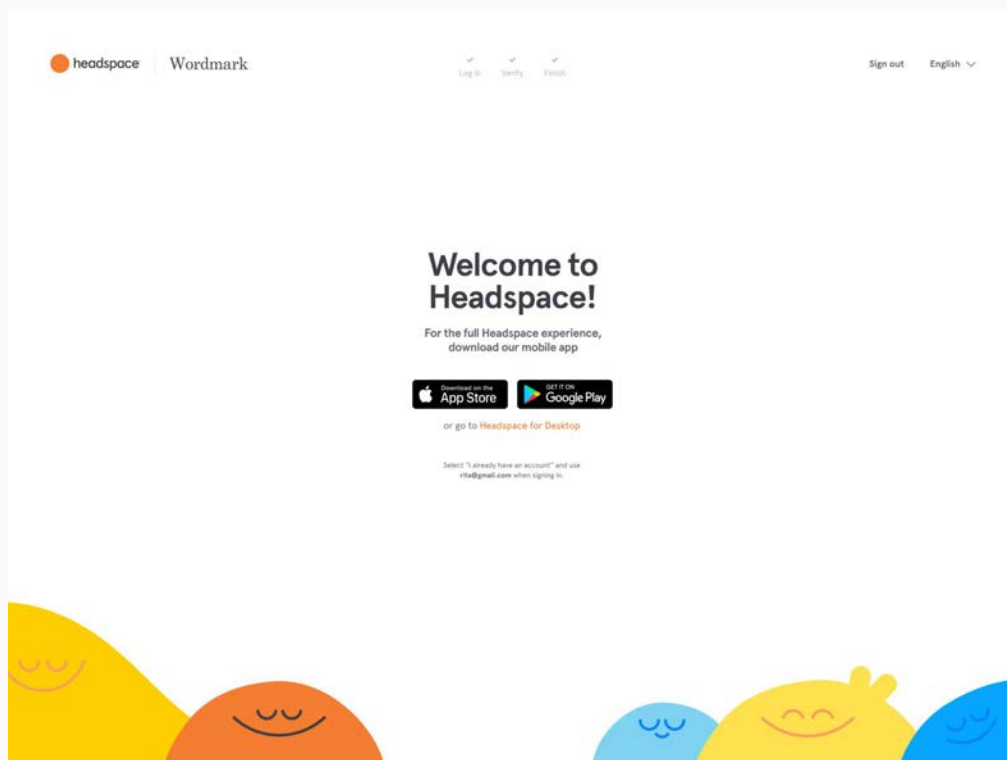 headspace
Wordmark
Log in
Verify
Finish
Sign out
English
Welcome to
Headspace!
For the full Headspace experience,
download our mobile app
Download on the
App Store
GET IT ON
Google Play
or go to Headspace for Desktop
Select "I already have an account" and use
rita@gmail.com when signing in.